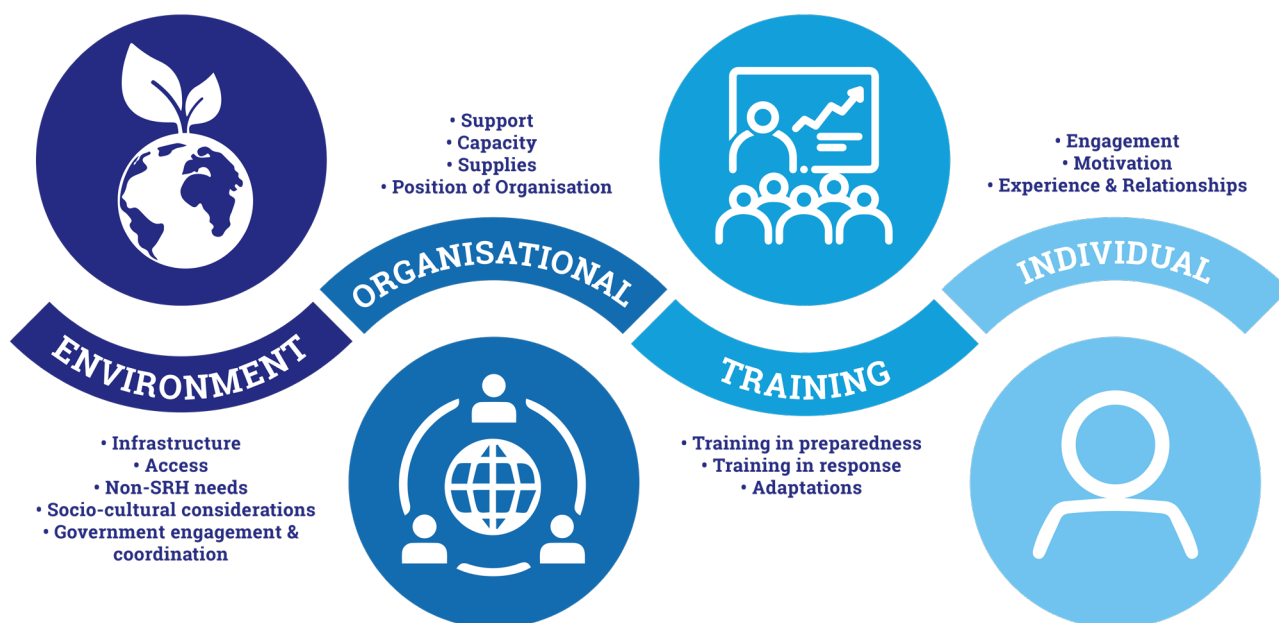 ENVIRONMENT
• Infrastructure
• Access
• Non-SRH needs
• Socio-cultural considerations
• Government engagement &
coordination
• Support
• Capacity
• Supplies
• Position of Organisation
ORGANISATIONAL
TRAINING
• Training in preparedness
• Training in response
• Adaptations
• Engagement
• Motivation
• Experience & Relationships
INDIVIDUAL